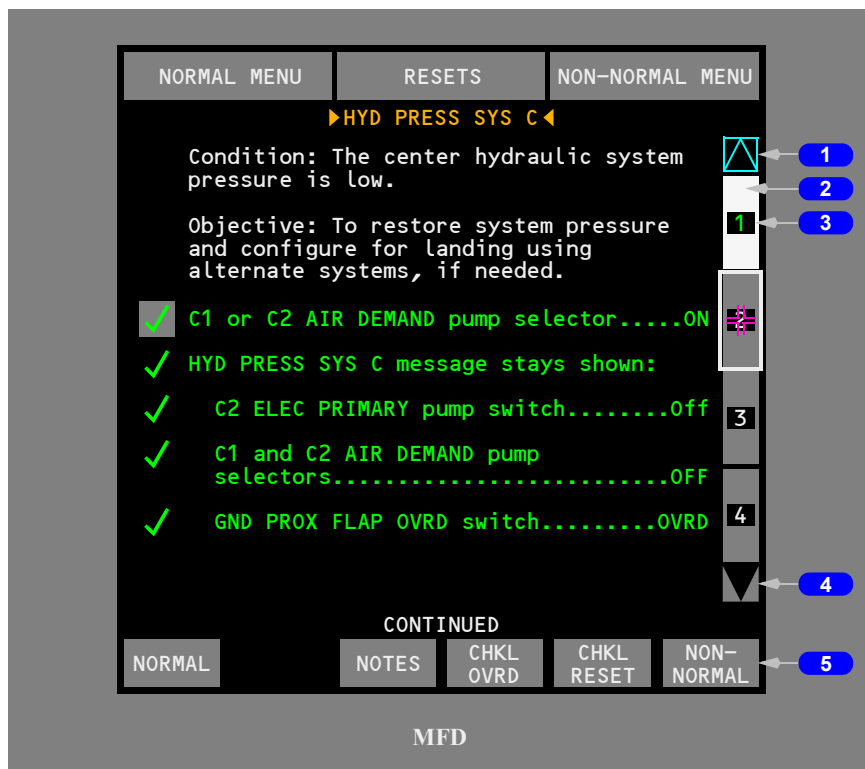 NORMAL MENU
RESETS
NON-NORMAL MENU
HYD PRESS SYS C
Condition: The center hydraulic system
pressure is low.
Objective: To restore system pressure
and configure for landing using
alternate systems, if needed.
C1 or C2 AIR DEMAND pump selector.....ON
HYD PRESS SYS C message stays shown:
C2 ELEC PRIMARY pump switch........Off
C1 and C2 AIR DEMAND pump
selectors..........................OFF
GND PROX FLAP OVRD switch.........OVRD
CONTINUED
1
2
3
4
1
2
3
4
5
NORMAL
NOTES
CHKL
OVRD
CHKL
RESET
NON-
NORMAL
MFD